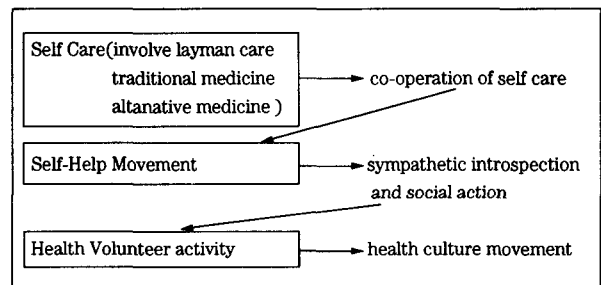 Self Care(involve layman care
traditional medicine
altanative medicine )
co-operation of self care
Self-Help Movement
sympathetic introspection
and social action
Health Volunteer activity
health culture movement